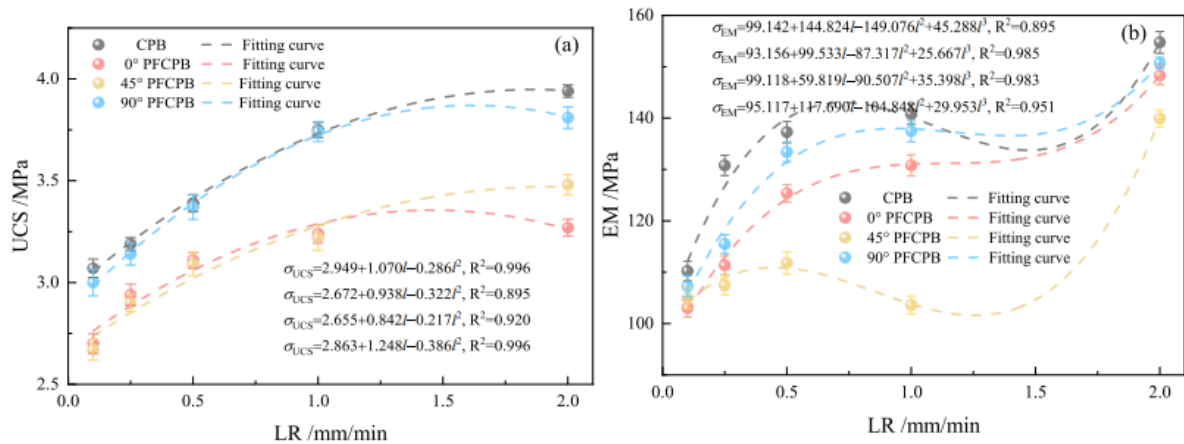 (a)
CPB Fitting curve
0° PFCPB Fitting curve
45° PFCPB Fitting curve
90° PFCPB Fitting curve
σUCS=2.949+1.070l−0.286l², R²=0.996
σUCS=2.672+0.938l−0.322l², R²=0.895
σUCS=2.655+0.842l−0.217l², R²=0.920
σUCS=2.863+1.248l−0.386l², R²=0.996
UCS /MPa
4.0
3.5
3.0
2.5
0.0 0.5 1.0 1.5 2.0
LR /mm/min
(b)
σEM=99.142+144.824l−149.076l²+45.288l³, R²=0.895
σEM=93.156+99.533l−87.317l²+25.667l³, R²=0.985
σEM=99.118+59.819l−90.507l²+35.398l³, R²=0.983
σEM=95.117+117.690l−104.848l²+29.953l³, R²=0.951
CPB Fitting curve
0° PFCPB Fitting curve
45° PFCPB Fitting curve
90° PFCPB Fitting curve
EM /MPa
160
140
120
100
0.0 0.5 1.0 1.5 2.0
LR /mm/min